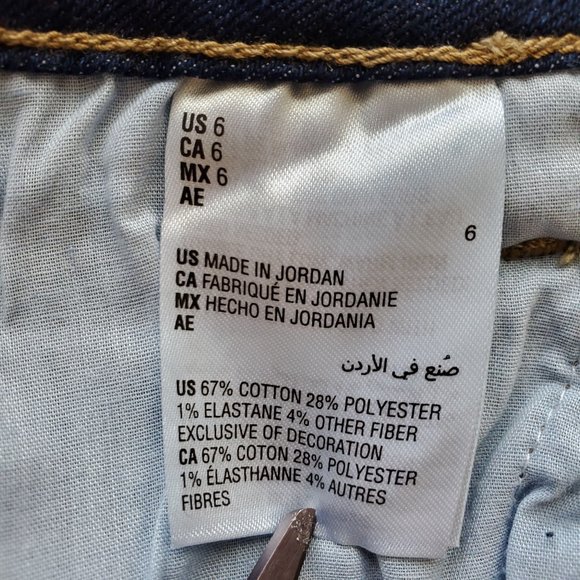 US 6
CA 6
MX 6
AE
6
US MADE IN JORDAN
CA FABRIQUÉ EN JORDANIE
MX HECHO EN JORDANIA
AE
صُنع في الأردن
US 67% COTTON 28% POLYESTER
1% ELASTANE 4% OTHER FIBER
EXCLUSIVE OF DECORATION
CA 67% COTON 28% POLYESTER
1% ÉLASTHANNE 4% AUTRES
FIBRES